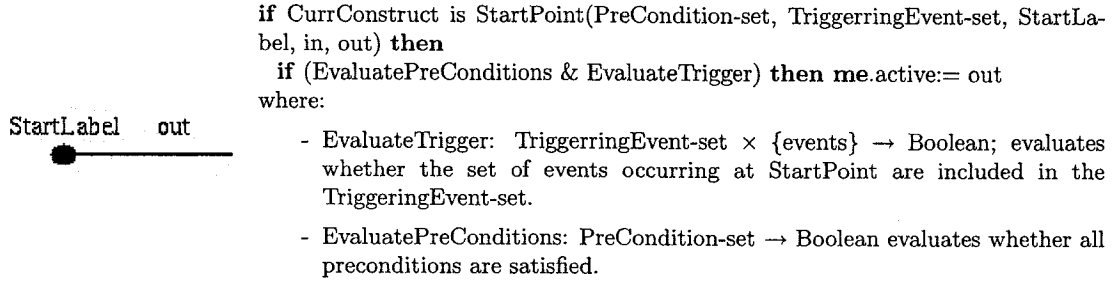 if CurrConstruct is StartPoint(PreCondition-set, TriggerringEvent-set, StartLa-
bel, in, out) then
if (EvaluatePreConditions & EvaluateTrigger) then me.active:= out
where:
StartLabel out
- EvaluateTrigger: TriggerringEvent-set × {events} → Boolean; evaluates
whether the set of events occurring at StartPoint are included in the
TriggeringEvent-set.
- EvaluatePreConditions: PreCondition-set → Boolean evaluates whether all
preconditions are satisfied.